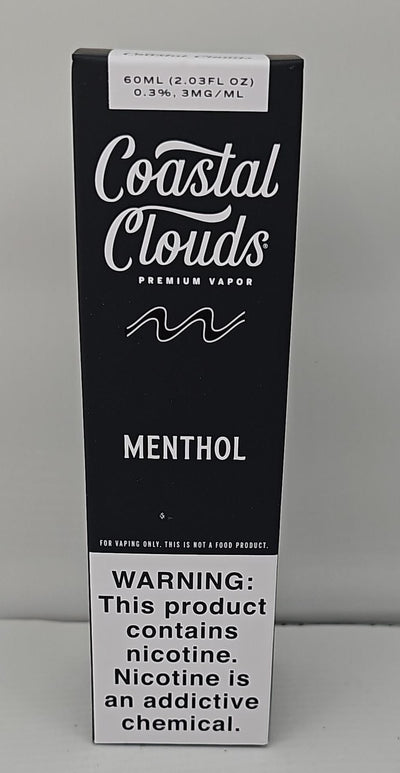 60ML (2.03FL OZ)
0.3%, 3MG/ML
Coastal
Clouds®
PREMIUM VAPOR
MENTHOL
FOR VAPING ONLY. THIS IS NOT A FOOD PRODUCT.
WARNING:
This product
contains
nicotine.
Nicotine is
an addictive
chemical.